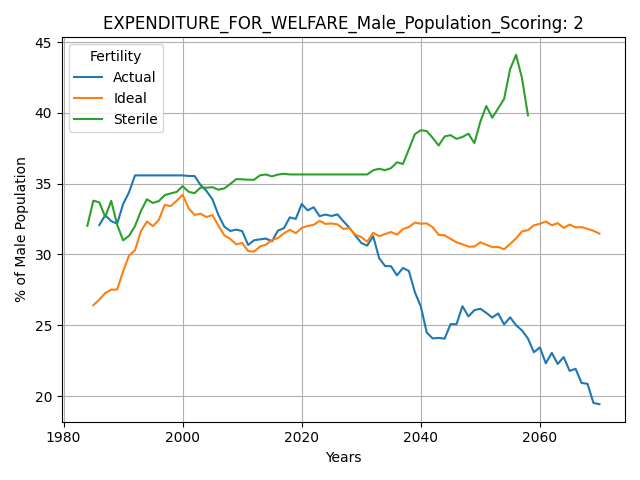 EXPENDITURE_FOR_WELFARE_Male_Population_Scoring: 2
Fertility
Actual
Ideal
Sterile
% of Male Population
45
40
35
30
25
20
1980
2000
2020
2040
2060
Years